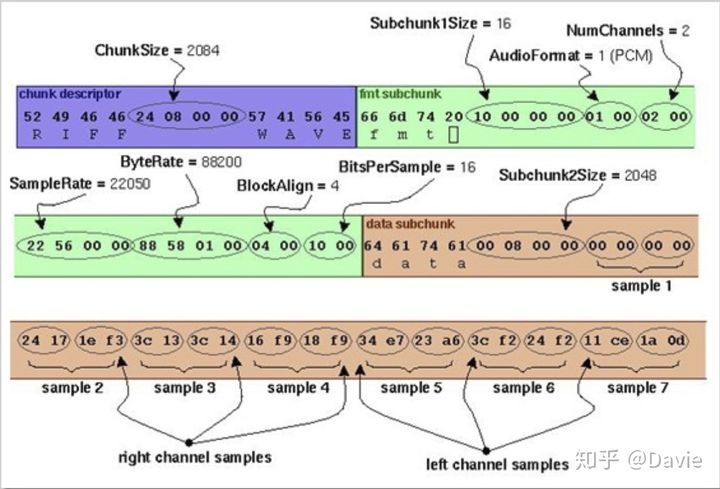 Subchunk1Size = 16
NumChannels = 2
ChunkSize = 2084
AudioFormat = 1 (PCM)
chunk descriptor
fmt subchunk
52 49 46 46 24 08 00 00 57 41 56 45 66 6d 74 20 10 00 00 00 01 00 02 00
R I F F W A V E f m t
ByteRate = 88200
BitsPerSample = 16
Subchunk2Size = 2048
SampleRate = 22050
BlockAlign = 4
data subchunk
22 56 00 00 88 58 01 00 04 00 10 00 64 61 74 61 00 08 00 00 00 00 00 00
d a t a
sample 1
24 17 1e f3 3c 13 3c 14 16 f9 18 f9 34 e7 23 a6 3c f2 24 f2 11 ce 1a 0d
sample 2 sample 3 sample 4 sample 5 sample 6 sample 7
right channel samples
left channel samples
知乎 @Davie